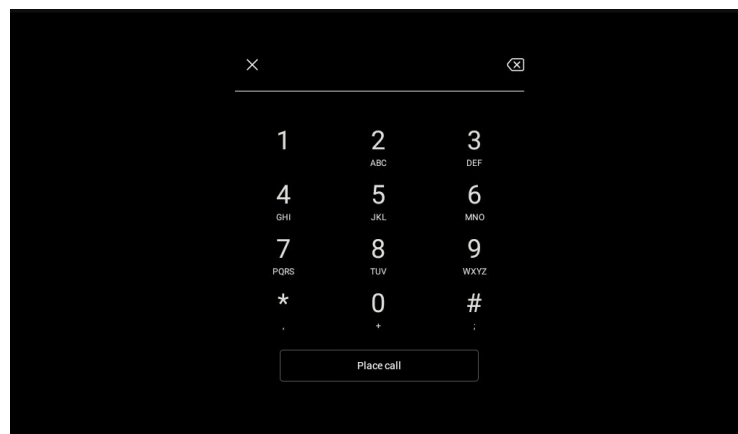 1 2 3
ABC DEF
4 5 6
GHI JKL MNO
7 8 9
PQRS TUV WXYZ
* 0 #
, + ;
Place call